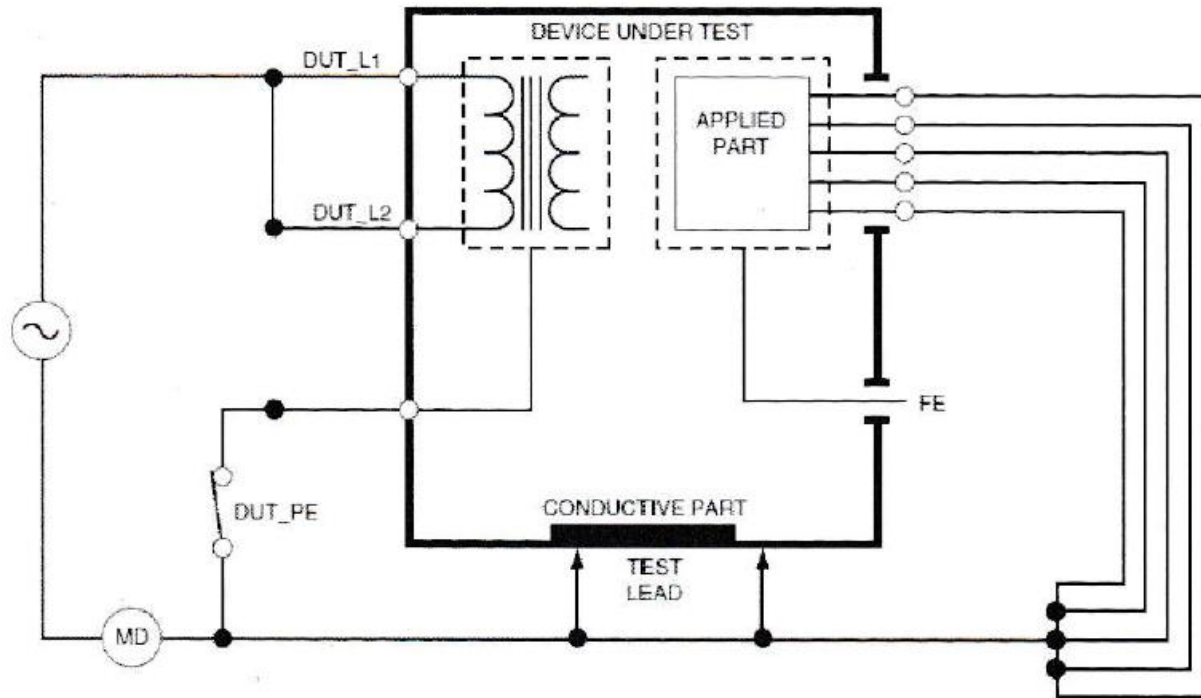 DEVICE UNDER TEST
DUT_L1
APPLIED
PART
DUT_L2
FE
DUT_PE
CONDUCTIVE PART
TEST
LEAD
MD